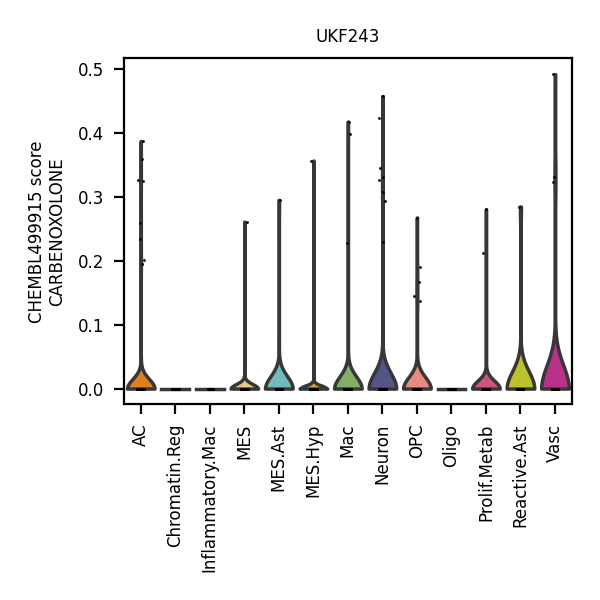 UKF243
CHEMBL499915 score
CARBENOXOLONE
0.5
0.4
0.3
0.2
0.1
0.0
AC
Chromatin.Reg
Inflammatory.Mac
MES
MES.Ast
MES.Hyp
Mac
Neuron
OPC
Oligo
Prolif.Metab
Reactive.Ast
Vasc